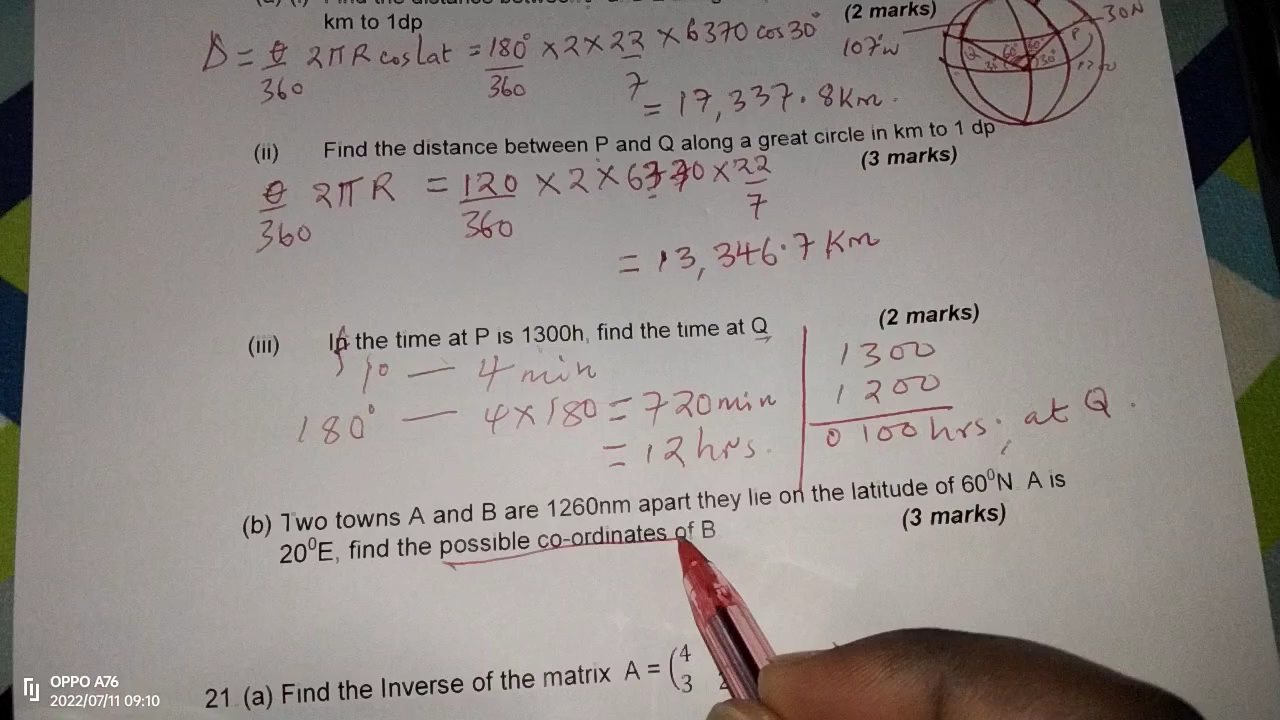 km to 1dp
(2 marks)
30N
107°W
D = θ/360 2πR cos Lat = 180°/360 × 2 × 22/7 × 6370 cos 30°
= 17,337.8 Km.
(ii) Find the distance between P and Q along a great circle in km to 1 dp
(3 marks)
θ/360 2πR = 120/360 × 2 × 6370 × 22/7
= 13,346.7 Km
(iii) If the time at P is 1300h, find the time at Q
(2 marks)
1° — 4 min
180° — 4×180 = 720 min
= 12 hrs.
1300
1200
0100 hrs; at Q.
(b) Two towns A and B are 1260nm apart they lie on the latitude of 60⁰N A is
20⁰E, find the possible co-ordinates of B
(3 marks)
21 (a) Find the Inverse of the matrix A = (4
3
OPPO A76
2022/07/11 09:10